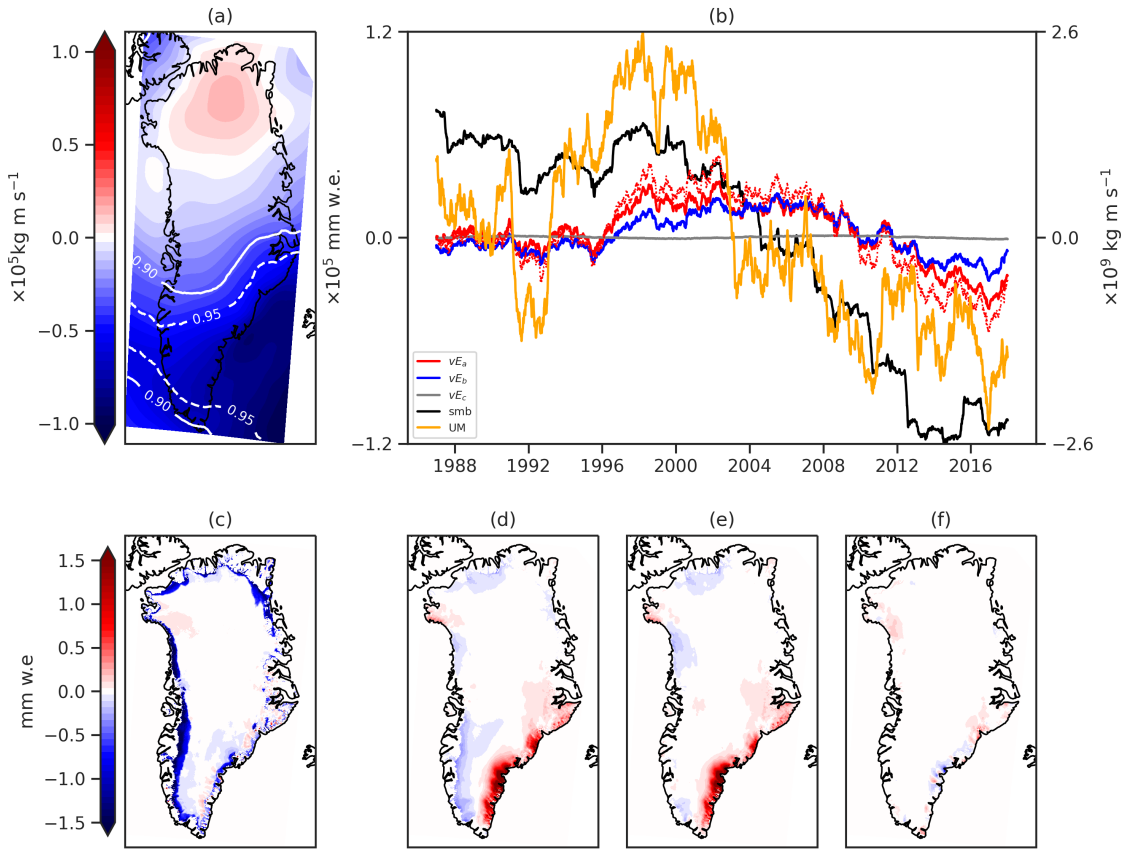 (a)
(b)
1.0
0.5
0.0
−0.5
−1.0
×10⁵kg m s⁻¹
0.90
0.95
0.90
0.95
1.2
0.0
−1.2
×10⁵ mm w.e.
2.6
0.0
−2.6
×10⁹ kg m s⁻¹
vEₐ
vE_b
vE_c
smb
UM
1988
1992
1996
2000
2004
2008
2012
2016
(c)
(d)
(e)
(f)
1.5
1.0
0.5
0.0
−0.5
−1.0
−1.5
mm w.e